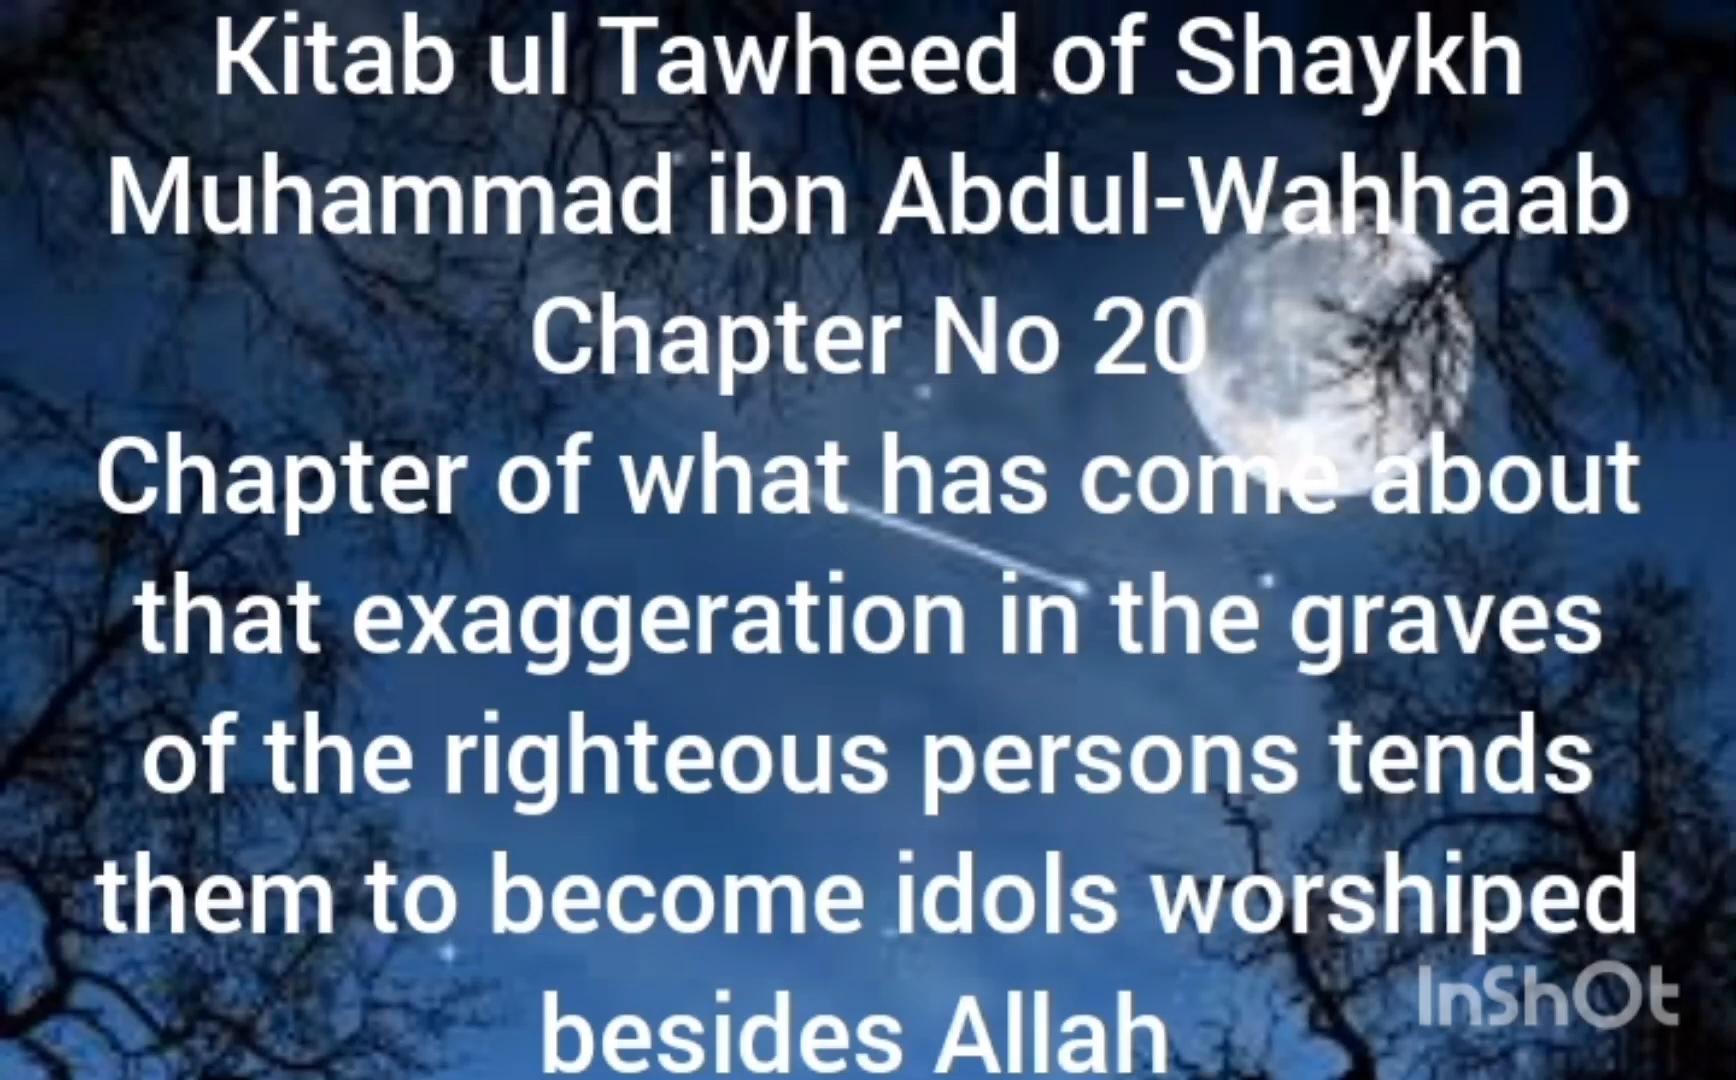 Kitab ul Tawheed of Shaykh
Muhammad ibn Abdul-Wahhaab
Chapter No 20
Chapter of what has come about
that exaggeration in the graves
of the righteous persons tends
them to become idols worshiped
besides Allah
InShOt